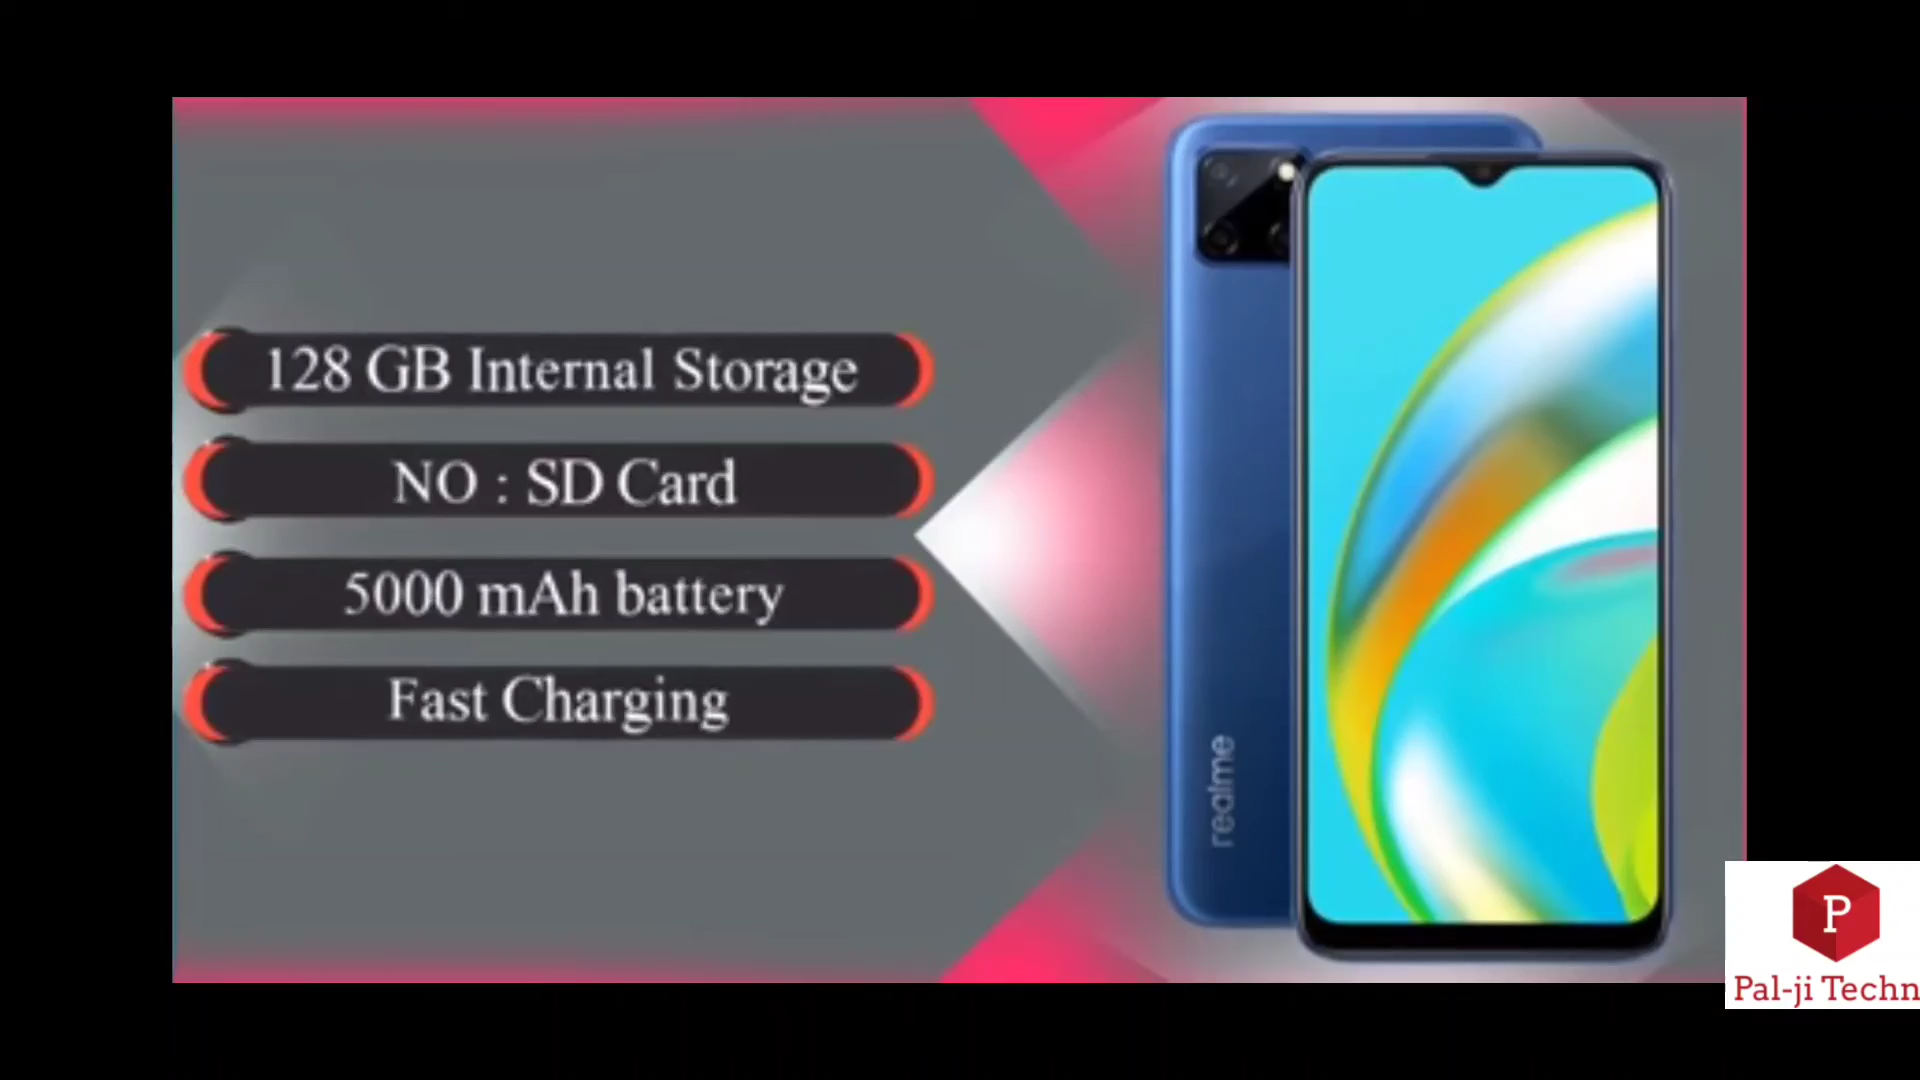 128 GB Internal Storage
NO : SD Card
5000 mAh battery
Fast Charging
realme
P
Pal-ji Techn